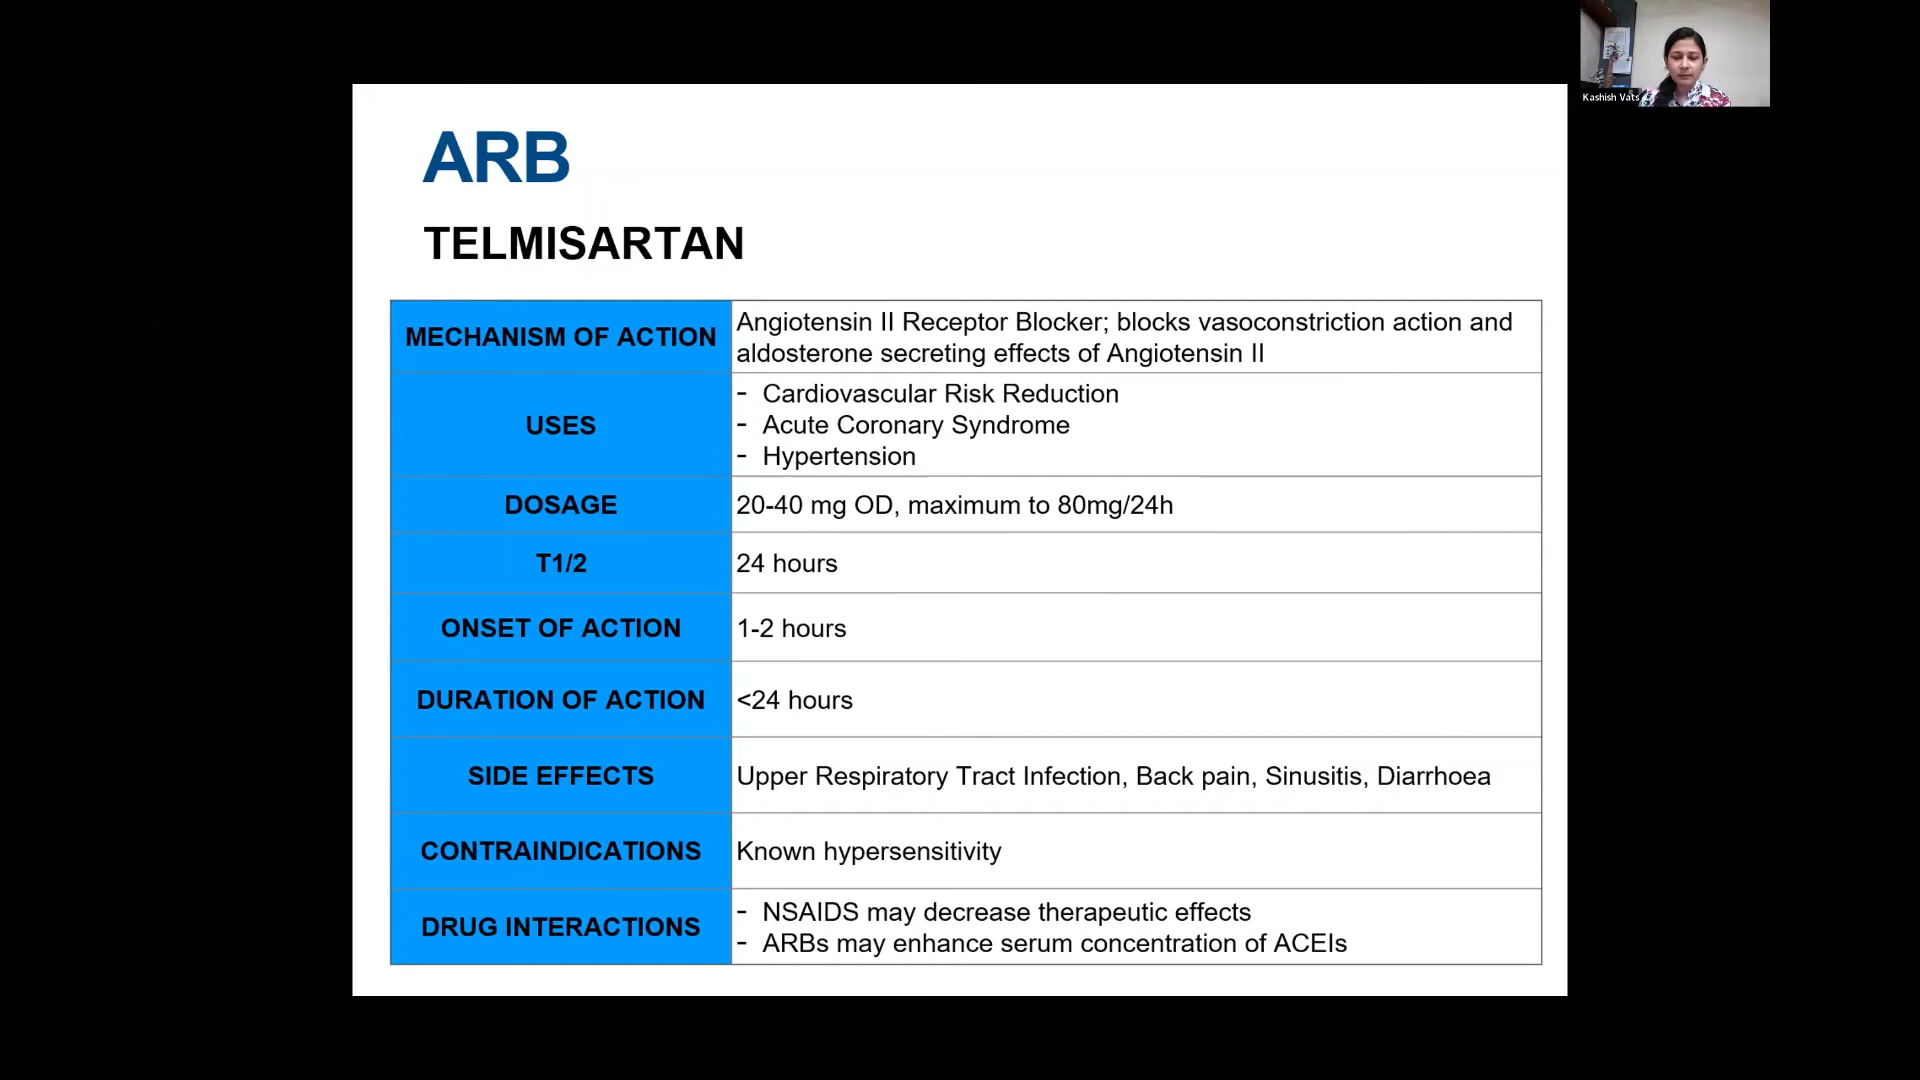 Kashish Vats
ARB
TELMISARTAN
MECHANISM OF ACTION
Angiotensin II Receptor Blocker; blocks vasoconstriction action and
aldosterone secreting effects of Angiotensin II
USES
- Cardiovascular Risk Reduction
- Acute Coronary Syndrome
- Hypertension
DOSAGE
20-40 mg OD, maximum to 80mg/24h
T1/2
24 hours
ONSET OF ACTION
1-2 hours
DURATION OF ACTION
<24 hours
SIDE EFFECTS
Upper Respiratory Tract Infection, Back pain, Sinusitis, Diarrhoea
CONTRAINDICATIONS
Known hypersensitivity
DRUG INTERACTIONS
- NSAIDS may decrease therapeutic effects
- ARBs may enhance serum concentration of ACEIs